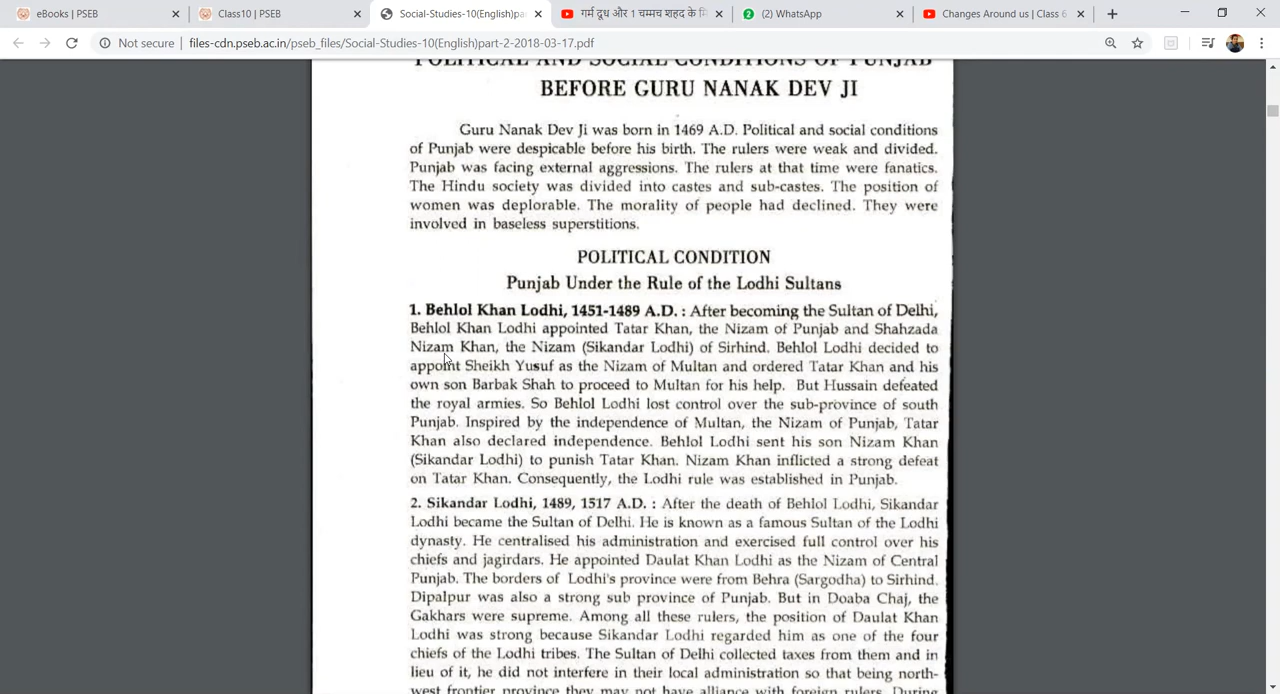 eBooks | PSEB
Class10 | PSEB
Social-Studies-10(English)pa
गर्म दूध और 1 चम्मच शहद के मि
(2) WhatsApp
Changes Around us | Class 6
Not secure | files-cdn.pseb.ac.in/pseb_files/Social-Studies-10(English)part-2-2018-03-17.pdf
POLITICAL AND SOCIAL CONDITIONS OF PUNJAB
BEFORE GURU NANAK DEV JI
Guru Nanak Dev Ji was born in 1469 A.D. Political and social conditions
of Punjab were despicable before his birth. The rulers were weak and divided.
Punjab was facing external aggressions. The rulers at that time were fanatics.
The Hindu society was divided into castes and sub-castes. The position of
women was deplorable. The morality of people had declined. They were
involved in baseless superstitions.
POLITICAL CONDITION
Punjab Under the Rule of the Lodhi Sultans
1. Behlol Khan Lodhi, 1451-1489 A.D. : After becoming the Sultan of Delhi,
Behlol Khan Lodhi appointed Tatar Khan, the Nizam of Punjab and Shahzada
Nizam Khan, the Nizam (Sikandar Lodhi) of Sirhind. Behlol Lodhi decided to
appoint Sheikh Yusuf as the Nizam of Multan and ordered Tatar Khan and his
own son Barbak Shah to proceed to Multan for his help. But Hussain defeated
the royal armies. So Behlol Lodhi lost control over the sub-province of south
Punjab. Inspired by the independence of Multan, the Nizam of Punjab, Tatar
Khan also declared independence. Behlol Lodhi sent his son Nizam Khan
(Sikandar Lodhi) to punish Tatar Khan. Nizam Khan inflicted a strong defeat
on Tatar Khan. Consequently, the Lodhi rule was established in Punjab.
2. Sikandar Lodhi, 1489, 1517 A.D. : After the death of Behlol Lodhi, Sikandar
Lodhi became the Sultan of Delhi. He is known as a famous Sultan of the Lodhi
dynasty. He centralised his administration and exercised full control over his
chiefs and jagirdars. He appointed Daulat Khan Lodhi as the Nizam of Central
Punjab. The borders of Lodhi's province were from Behra (Sargodha) to Sirhind.
Dipalpur was also a strong sub province of Punjab. But in Doaba Chaj, the
Gakhars were supreme. Among all these rulers, the position of Daulat Khan
Lodhi was strong because Sikandar Lodhi regarded him as one of the four
chiefs of the Lodhi tribes. The Sultan of Delhi collected taxes from them and in
lieu of it, he did not interfere in their local administration so that being north-
west frontier province they may not have alliance with foreign rulers. During